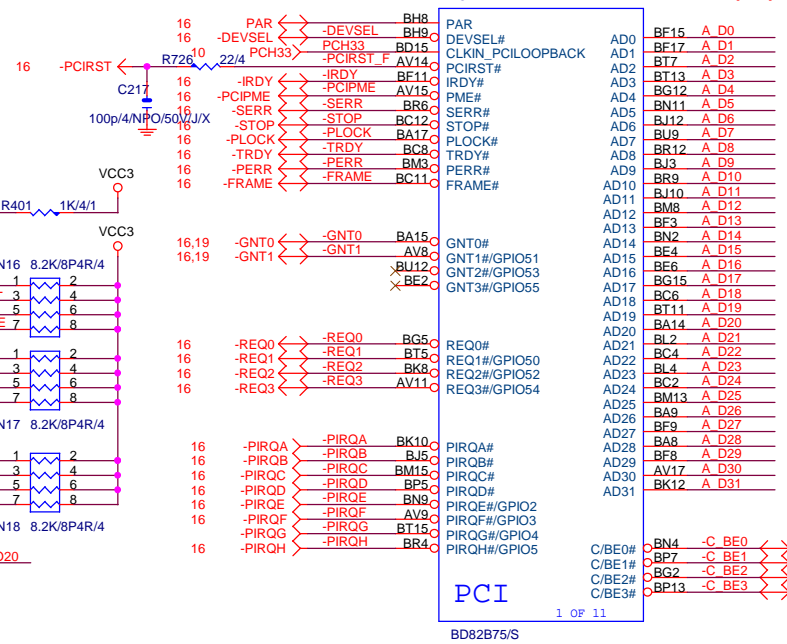 16 PAR BH8 PAR
16 -DEVSEL -DEVSEL BH9 DEVSEL#
PCH33 PCH33 BD15 CLKIN_PCILOOPBACK
16 -PCIRST R726 10 22/4 -PCIRST_F AV14 PCIRST#
16 -IRDY -IRDY BF11 IRDY#
16 -PCIPME -PCIPME AV15 PME#
16 -SERR -SERR BR6 SERR#
16 -STOP -STOP BC12 STOP#
16 -PLOCK -PLOCK BA17 PLOCK#
16 -TRDY -TRDY BC8 TRDY#
16 -PERR -PERR BM3 PERR#
16 -FRAME -FRAME BC11 FRAME#
C217
100p/4/NPO/50V/J/X
VCC3
R401 1K/4/1
VCC3
16,19 -GNT0 -GNT0 BA15 GNT0#
16,19 -GNT1 -GNT1 AV8 GNT1#/GPIO51
BU12 GNT2#/GPIO53
BE2 GNT3#/GPIO55
N16 8.2K/8P4R/4
1 2
3 4
5 6
E 7 8
16 -REQ0 -REQ0 BG5 REQ0#
16 -REQ1 -REQ1 BT5 REQ1#/GPIO50
16 -REQ2 -REQ2 BK8 REQ2#/GPIO52
16 -REQ3 -REQ3 AV11 REQ3#/GPIO54
1 2
3 4
5 6
7 8
N17 8.2K/8P4R/4
16 -PIRQA -PIRQA BK10 PIRQA#
16 -PIRQB -PIRQB BJ5 PIRQB#
16 -PIRQC -PIRQC BM15 PIRQC#
16 -PIRQD -PIRQD BP5 PIRQD#
16 -PIRQE -PIRQE BN9 PIRQE#/GPIO2
16 -PIRQF -PIRQF AV9 PIRQF#/GPIO3
-PIRQG -PIRQG BT15 PIRQG#/GPIO4
16 -PIRQH -PIRQH BR4 PIRQH#/GPIO5
1 2
3 4
5 6
7 8
N18 8.2K/8P4R/4
D20
AD0 BF15 A_D0
AD1 BF17 A_D1
AD2 BT7 A_D2
AD3 BT13 A_D3
AD4 BG12 A_D4
AD5 BN11 A_D5
AD6 BJ12 A_D6
AD7 BU9 A_D7
AD8 BR12 A_D8
AD9 BJ3 A_D9
AD10 BR9 A_D10
AD11 BJ10 A_D11
AD12 BM8 A_D12
AD13 BF3 A_D13
AD14 BN2 A_D14
AD15 BE4 A_D15
AD16 BE6 A_D16
AD17 BG15 A_D17
AD18 BC6 A_D18
AD19 BT11 A_D19
AD20 BA14 A_D20
AD21 BL2 A_D21
AD22 BC4 A_D22
AD23 BL4 A_D23
AD24 BC2 A_D24
AD25 BM13 A_D25
AD26 BA9 A_D26
AD27 BF9 A_D27
AD28 BA8 A_D28
AD29 BF8 A_D29
AD30 AV17 A_D30
AD31 BK12 A_D31
C/BE0# BN4 -C_BE0
C/BE1# BP7 -C_BE1
C/BE2# BG2 -C_BE2
C/BE3# BP13 -C_BE3
PCI
1 OF 11
BD82B75/S